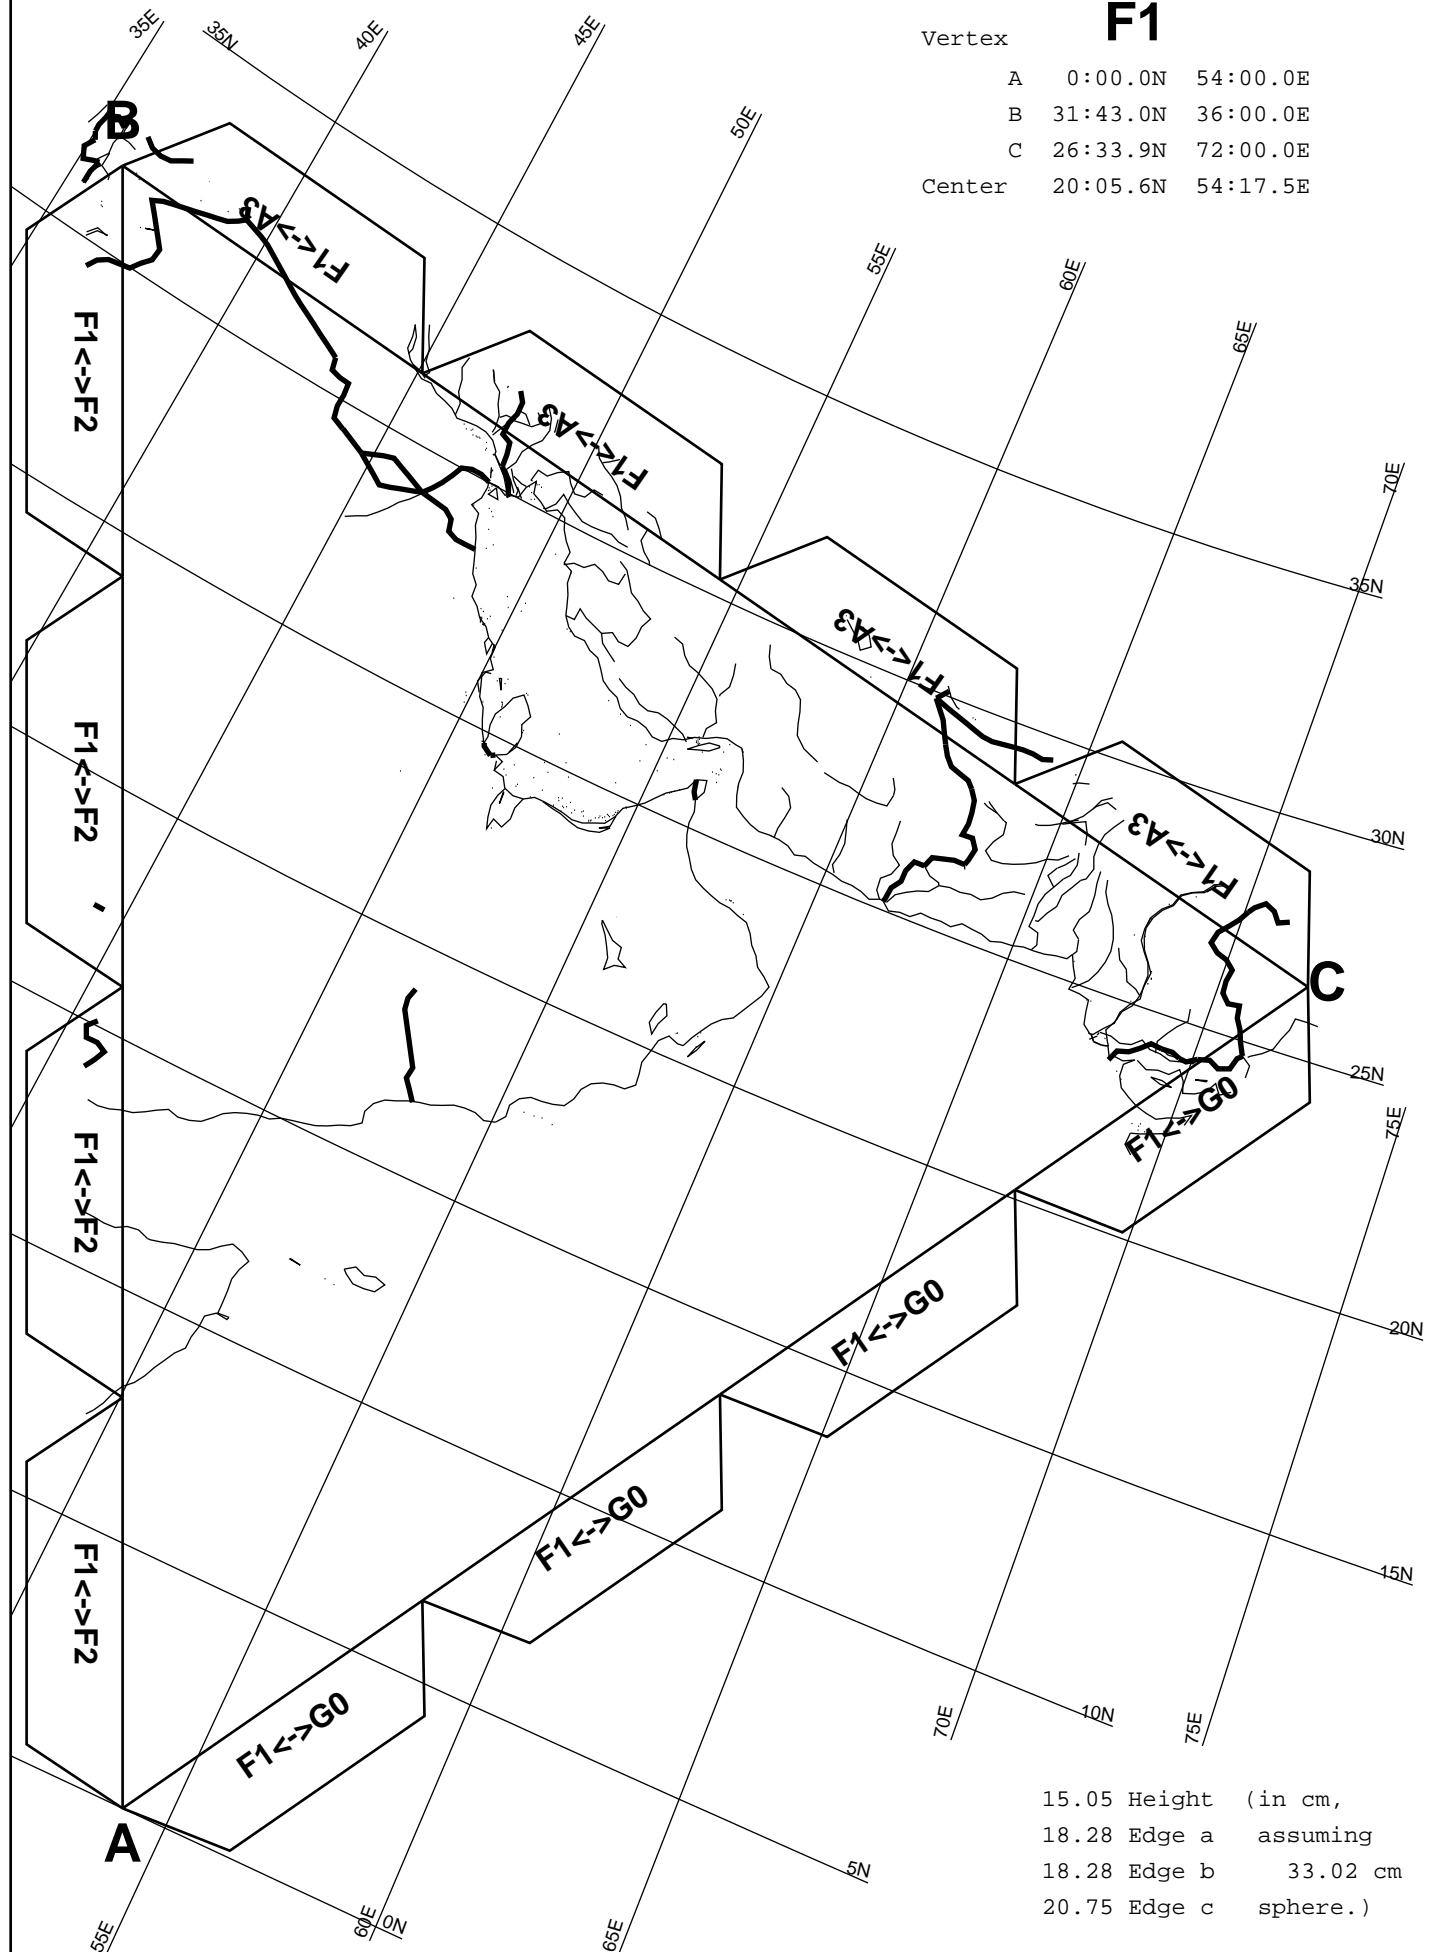 F1
Vertex
A 0:00.0N 54:00.0E
B 31:43.0N 36:00.0E
C 26:33.9N 72:00.0E
Center 20:05.6N 54:17.5E
35E
35N
40E
45E
50E
55E
60E
65E
70E
B
F1<->A3
F1<->F2
F1<->A3
35N
F1<->A3
F1<->F2
30N
F1<->A3
C
25N
F1<->G0
75E
F1<->F2
20N
F1<->G0
15N
F1<->G0
F1<->F2
10N
70E
75E
F1<->G0
A
5N
0N
55E
60E
65E
15.05 Height (in cm,
18.28 Edge a assuming
18.28 Edge b 33.02 cm
20.75 Edge c sphere.)